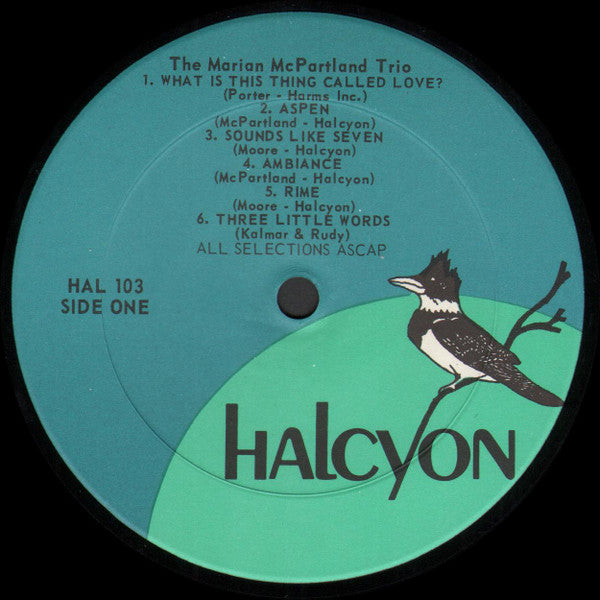 The Marian McPartland Trio
1. WHAT IS THIS THING CALLED LOVE?
(Porter - Harms Inc.)
2. ASPEN
(McPartland - Halcyon)
3. SOUNDS LIKE SEVEN
(Moore - Halcyon)
4. AMBIANCE
(McPartland - Halcyon)
5. RIME
(Moore - Halcyon)
6. THREE LITTLE WORDS
(Kalmar & Rudy)
ALL SELECTIONS ASCAP
HAL 103
SIDE ONE
HALCYON